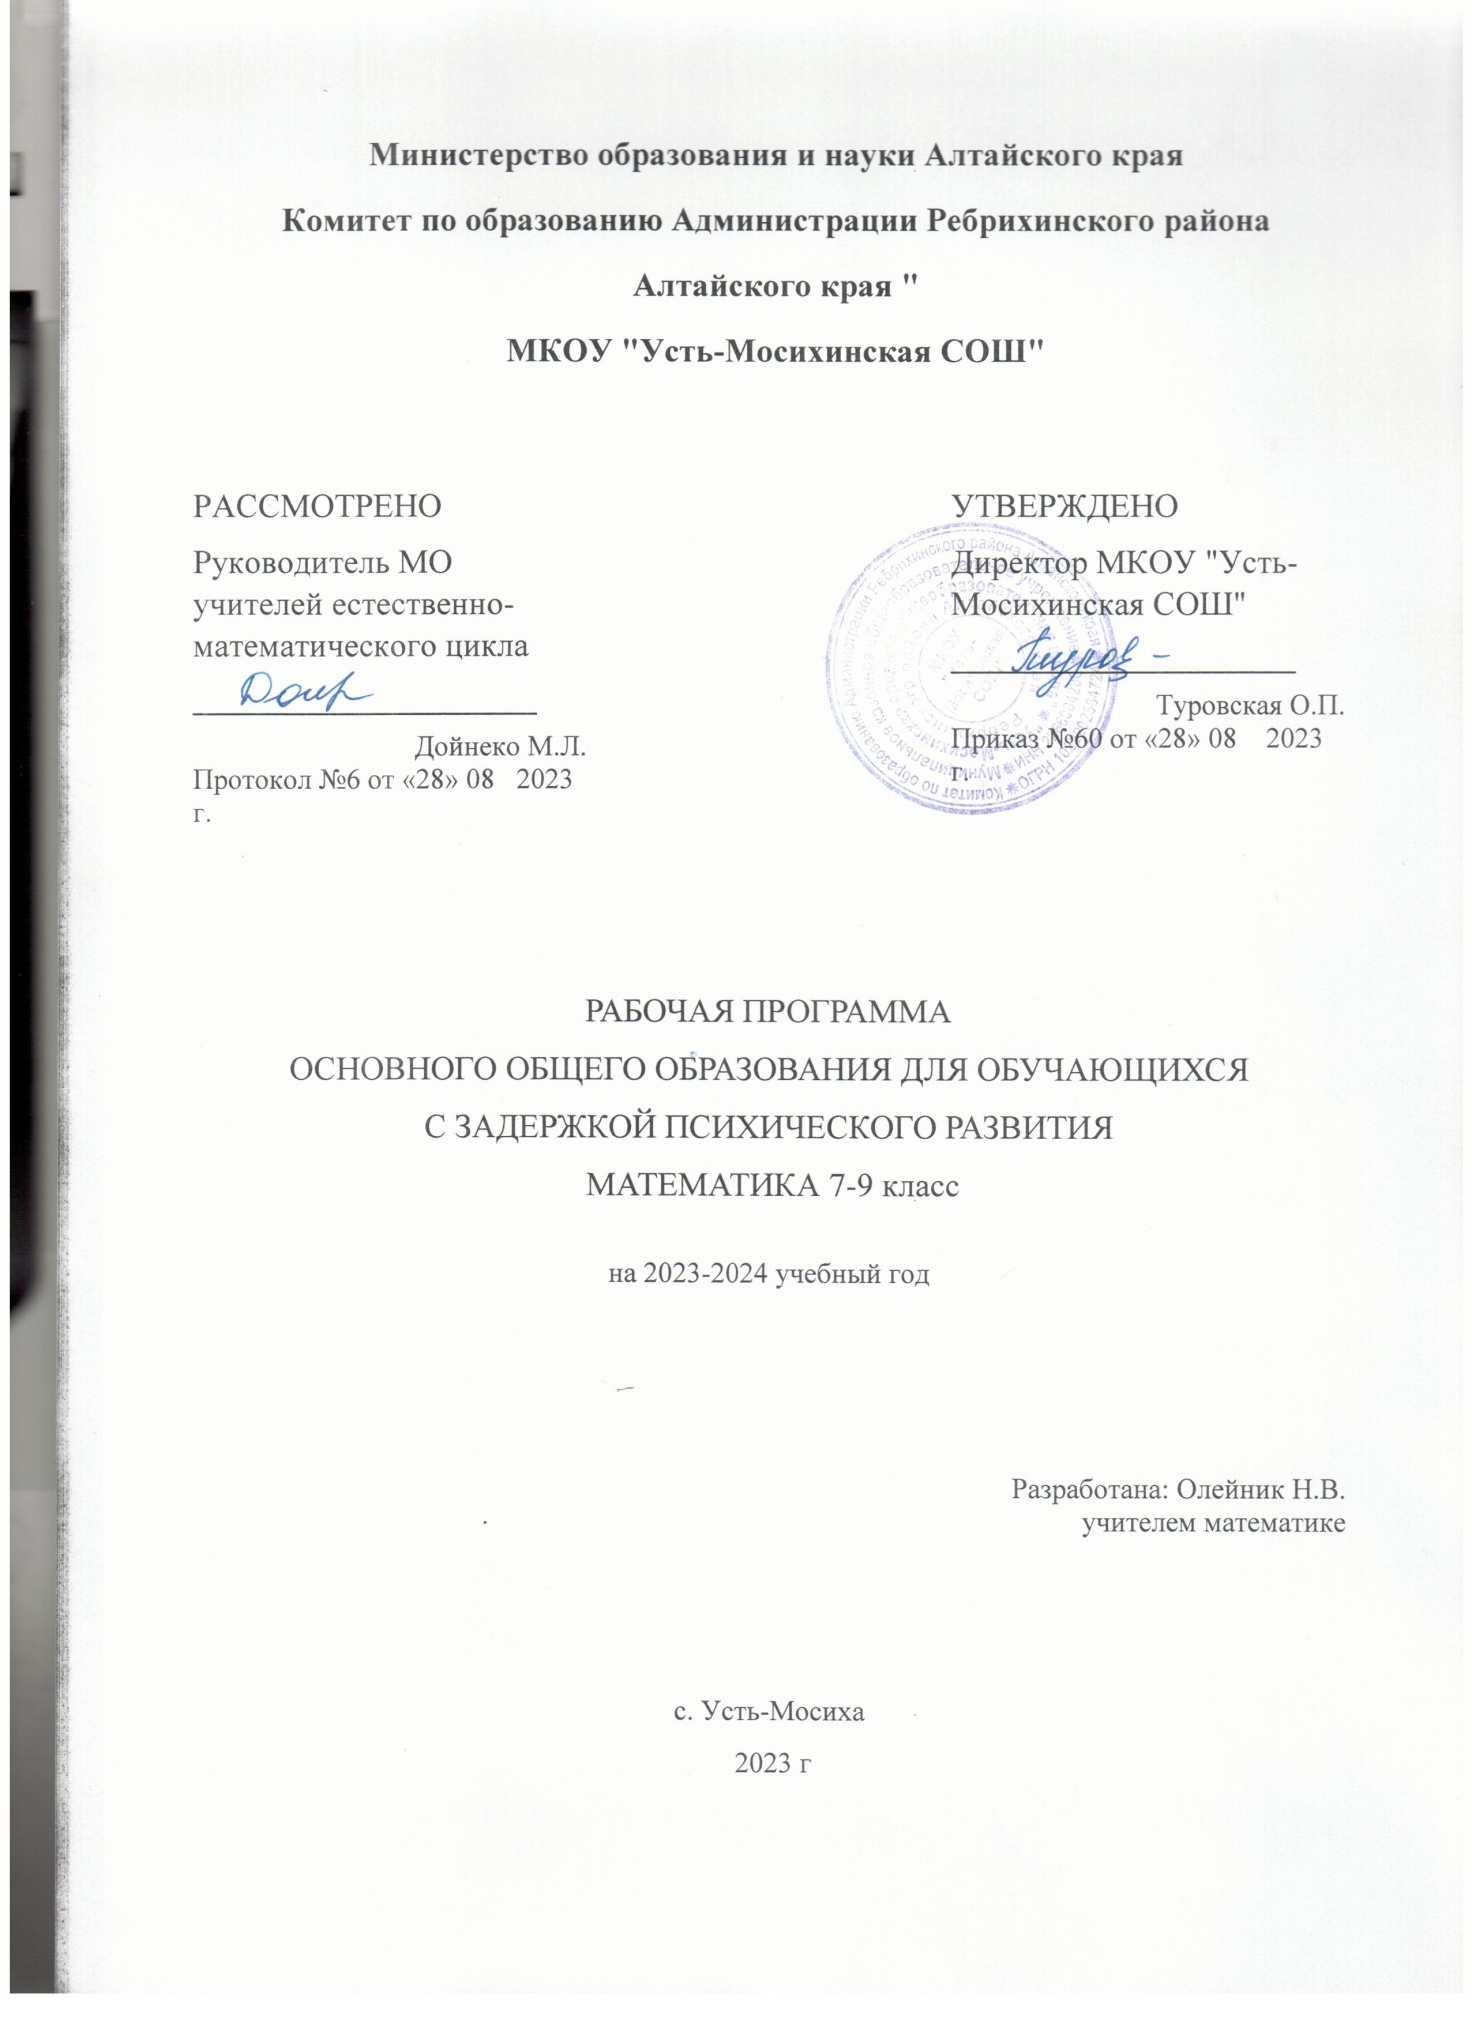 Министерство образования и науки Алтайского края
Комитет по образованию Администрации Ребрихинского района
Алтайского края "
МКОУ "Усть-Мосихинская СОШ"
РАССМОТРЕНО
Руководитель МО
учителей естественно-
математического цикла
Дойнеко М.Л.
Протокол №6 от «28» 08 2023
г.
УТВЕРЖДЕНО
Директор МКОУ "Усть-
Мосихинская СОШ"
Туровская О.П.
Приказ №60 от «28» 08 2023
г.
РАБОЧАЯ ПРОГРАММА
ОСНОВНОГО ОБЩЕГО ОБРАЗОВАНИЯ ДЛЯ ОБУЧАЮЩИХСЯ
С ЗАДЕРЖКОЙ ПСИХИЧЕСКОГО РАЗВИТИЯ
МАТЕМАТИКА 7-9 класс
на 2023-2024 учебный год
Разработана: Олейник Н.В.
учителем математике
с. Усть-Мосиха
2023 г